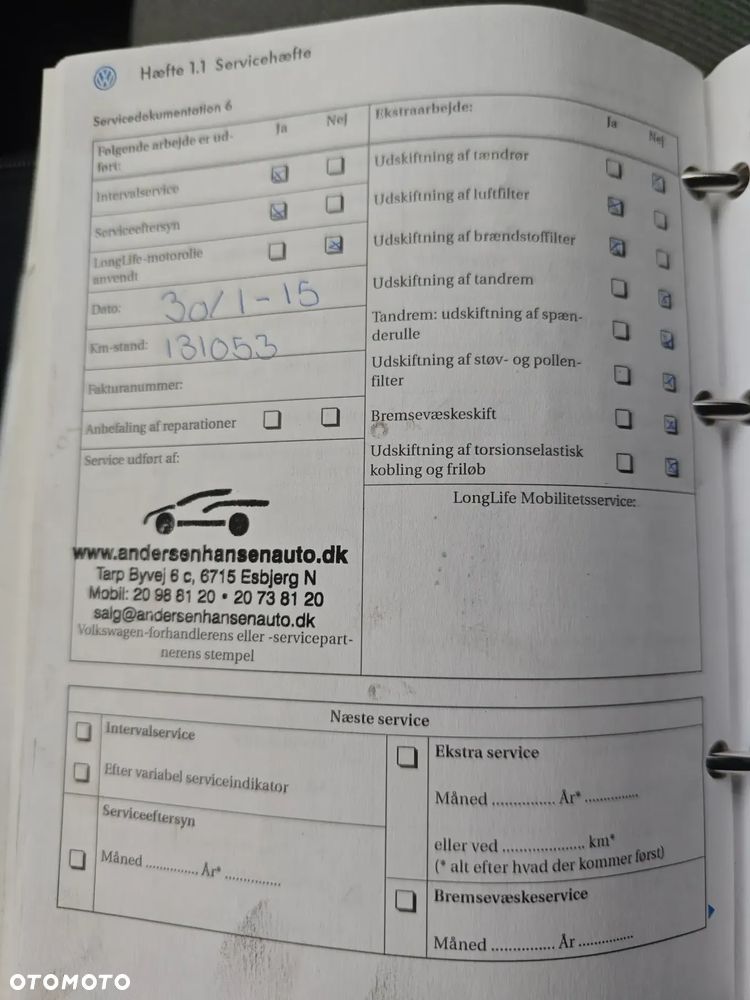 Hæfte 1.1 Servicehæfte
Servicedokumentation 6
Følgende arbejde er ud-
ført:
Ja
Nej
Intervalservice
Serviceeftersyn
LongLife-motorolie
anvendt
Dato: 30/1-15
Km-stand: 131053
Fakturanummer:
Anbefaling af reparationer
Service udført af:
www.andersenhansenauto.dk
Tarp Byvej 6 c, 6715 Esbjerg N
Mobil: 20 98 81 20 • 20 73 81 20
salg@andersenhansenauto.dk
Volkswagen-forhandlerens eller -servicepart-
nerens stempel
Ekstraarbejde:
Ja
Nej
Udskiftning af tændrør
Udskiftning af luftfilter
Udskiftning af brændstoffilter
Udskiftning af tandrem
Tandrem: udskiftning af spæn-
derulle
Udskiftning af støv- og pollen-
filter
Bremsevæskeskift
Udskiftning af torsionselastisk
kobling og friløb
LongLife Mobilitetsservice:
Næste service
Intervalservice
Efter variabel serviceindikator
Serviceeftersyn
Måned .............. År* ...............
Ekstra service
Måned ............... År* ..............
eller ved ..................... km*
(* alt efter hvad der kommer først)
Bremsevæskeservice
Måned ............... År ...............
OTOMOTO